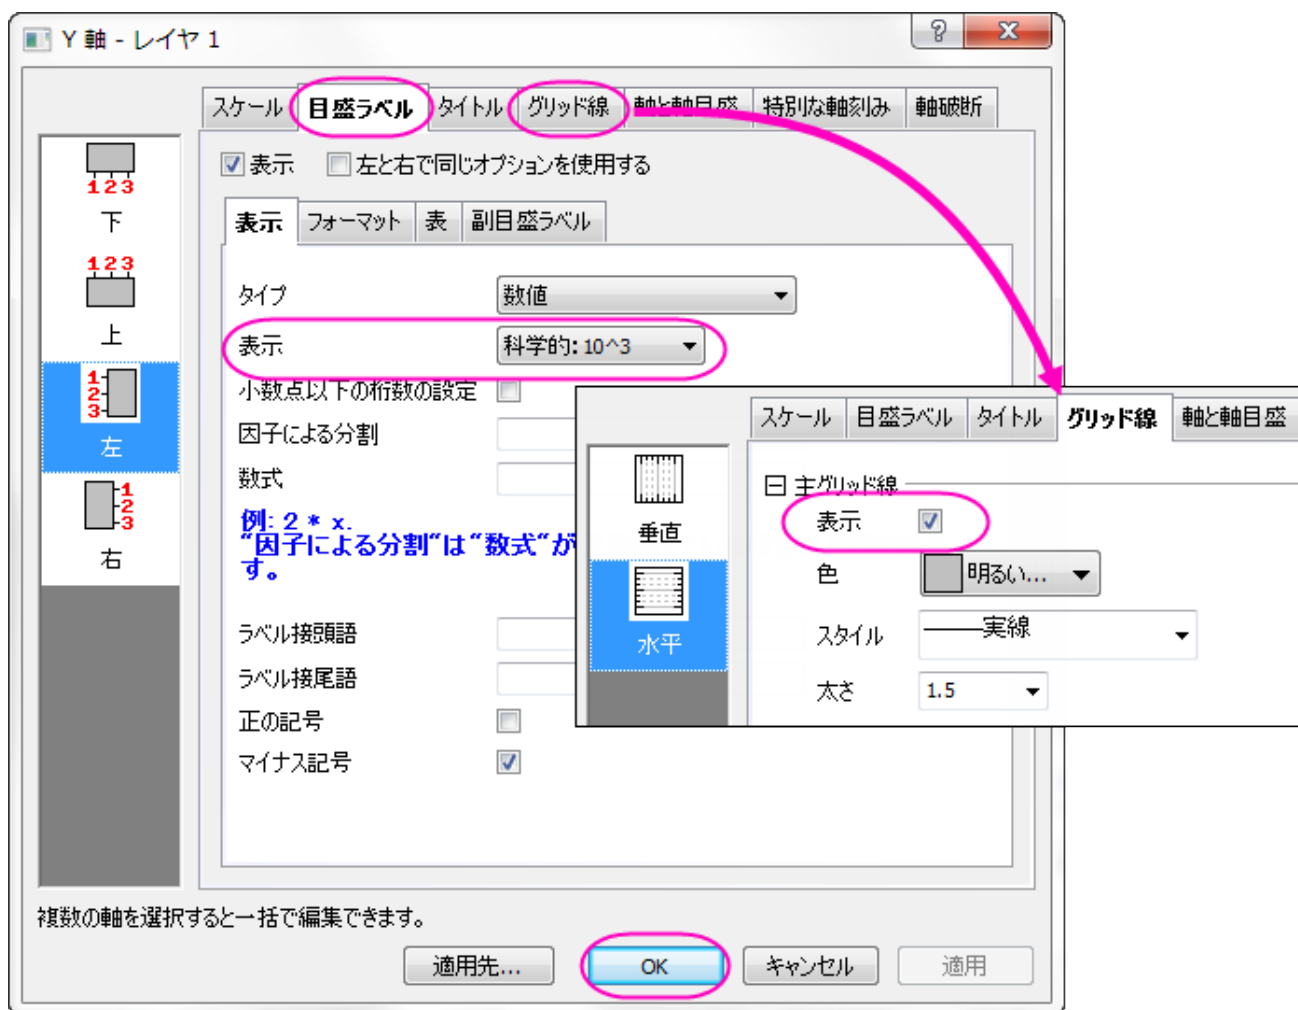 Y 軸 - レイヤ 1
スケール 目盛ラベル タイトル グリッド線 軸と軸目盛 特別な軸刻み 軸破断
123
下
123
上
1
2
3
左
1
2
3
右
表示 左と右で同じオプションを使用する
表示 フォーマット 表 副目盛ラベル
タイプ 数値
表示 科学的: 10^3
小数点以下の桁数の設定
因子による分割
数式
例: 2 * x.
"因子による分割"は"数式"が
す。
ラベル接頭語
ラベル接尾語
正の記号
マイナス記号
スケール 目盛ラベル タイトル グリッド線 軸と軸目盛
垂直
水平
主グリッド線
表示
色 明るい...
スタイル 実線
太さ 1.5
複数の軸を選択すると一括で編集できます。
適用先... OK キャンセル 適用